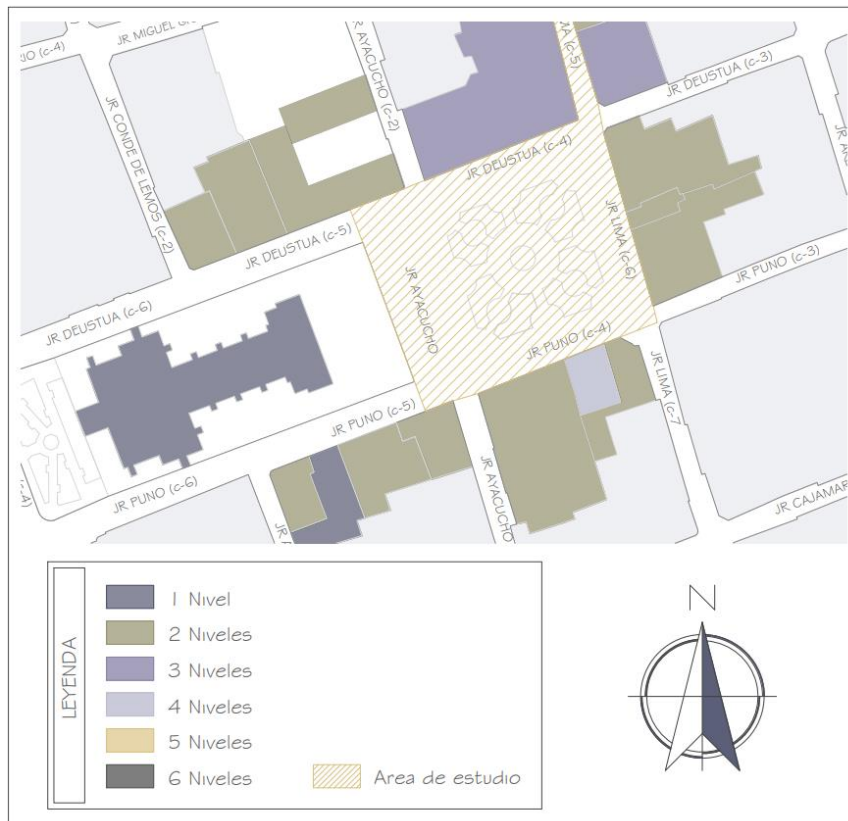 JR MIGUEL
JR CONDE DE LEMOS (c-2)
JR AYACUCHO (c-2)
(c-5)
JR DEUSTUA (c-3)
JR DEUSTUA (c-4)
JR DEUSTUA (c-5)
JR LIMA (c-6)
JR PUNO (c-3)
JR DEUSTUA (c-6)
JR AYACUCHO
JR PUNO (c-4)
JR PUNO (c-5)
JR LIMA (c-7
JR PUNO (c-6)
JR AYACUCHO
JR CAJAMAR
LEYENDA
1 Nivel
2 Niveles
3 Niveles
4 Niveles
5 Niveles
6 Niveles
Area de estudio
N